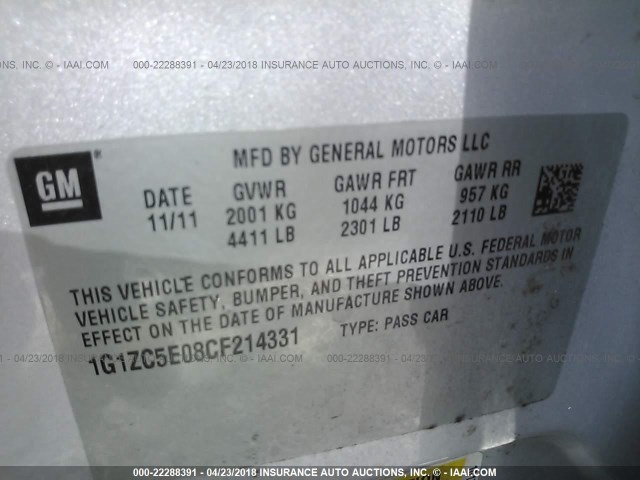 000-22288391 - 04/23/2018 INSURANCE AUTO AUCTIONS, INC. - © IAAI.COM
GM®
MFD BY GENERAL MOTORS LLC
DATE GVWR GAWR FRT GAWR RR
11/11 2001 KG 1044 KG 957 KG
4411 LB 2301 LB 2110 LB
THIS VEHICLE CONFORMS TO ALL APPLICABLE U.S. FEDERAL MOTOR
VEHICLE SAFETY, BUMPER, AND THEFT PREVENTION STANDARDS IN
EFFECT ON THE DATE OF MANUFACTURE SHOWN ABOVE.
1G1ZC5E08CF214331 TYPE: PASS CAR
000-22288391 - 04/23/2018 INSURANCE AUTO AUCTIONS, INC. - © IAAI.COM